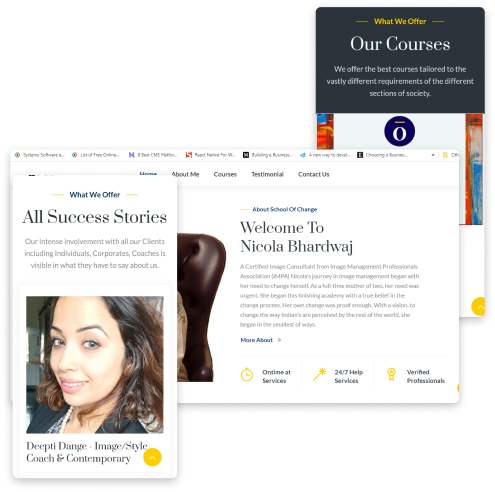 What We Offer
Our Courses
We offer the best courses tailored to the
vastly different requirements of the different
sections of society.
Systems Software a...
List of Free Online...
8 Best CMS Platfor...
React Native For W...
Building a Business...
A new way to devel...
Choosing a Busines...
Home
About Me
Courses
Testimonial
Contact Us
What We Offer
All Success Stories
Our intense involvement with all our Clients
including Individuals, Corporates, Coaches is
visible in what they have to say about us.
Deepti Dange - Image/Style
Coach & Contemporary
About School Of Change
Welcome To
Nicola Bhardwaj
A Certified Image Consultant from Image Management Professionals
Association (IMPA) Nicola's journey in image management began with
her need to change herself. As a full-time mother of two, her need was
urgent. She began this finishing academy with a true belief in the
change process. Her own change was proof enough. With a vision, to
change the way Indian's are perceived by the rest of the world, she
began in the smallest of ways.
More About »
Ontime at
Services
24/7 Help
Services
Verified
Professionals